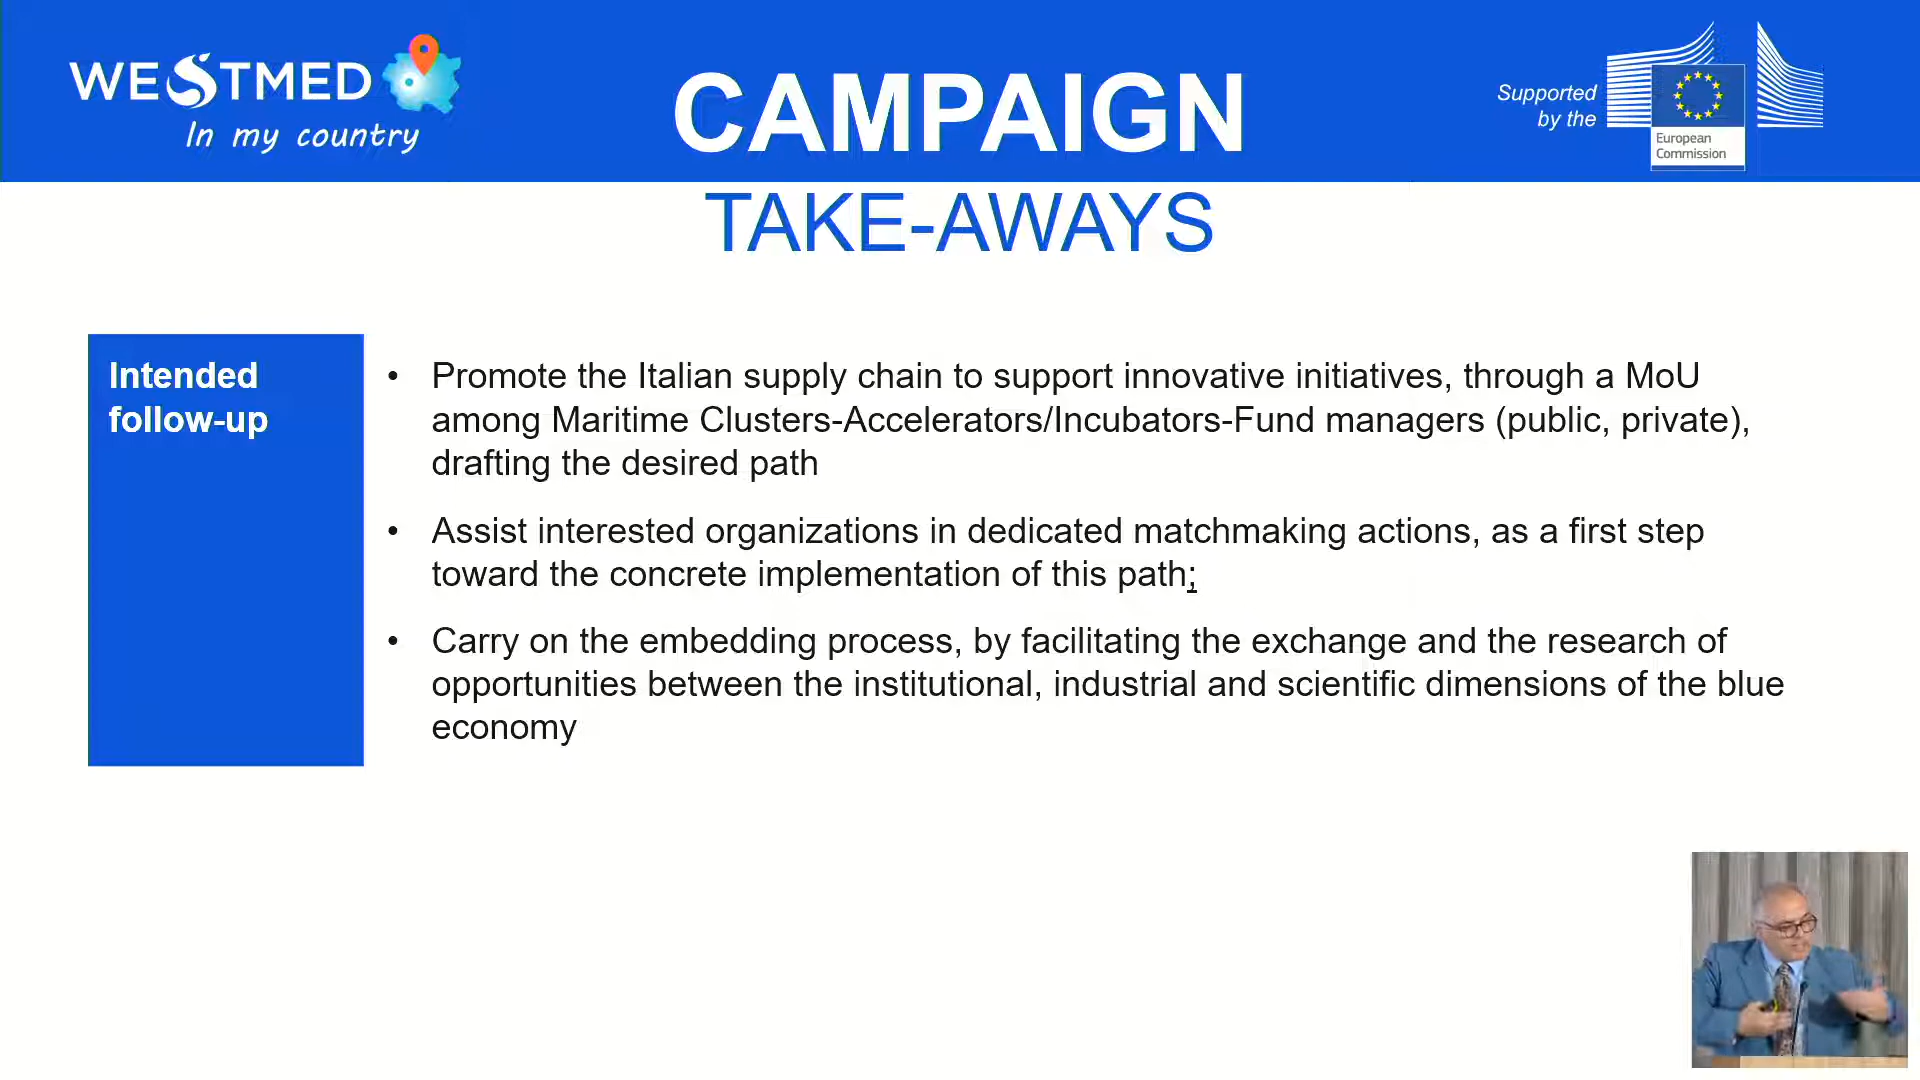 WESTMED
In my country
CAMPAIGN
Supported
by the
European
Commission
TAKE-AWAYS
Intended
follow-up
• Promote the Italian supply chain to support innovative initiatives, through a MoU
among Maritime Clusters-Accelerators/Incubators-Fund managers (public, private),
drafting the desired path
• Assist interested organizations in dedicated matchmaking actions, as a first step
toward the concrete implementation of this path;
• Carry on the embedding process, by facilitating the exchange and the research of
opportunities between the institutional, industrial and scientific dimensions of the blue
economy